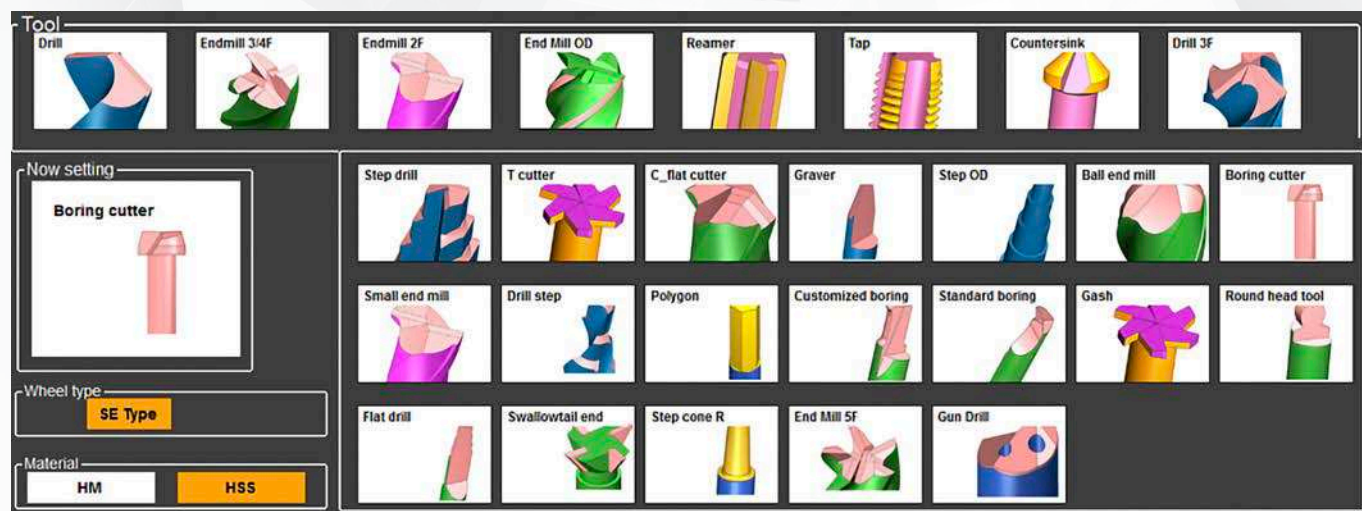 Tool
Drill
Endmill 3/4F
Endmill 2F
End Mill OD
Reamer
Tap
Countersink
Drill 3F
Now setting
Boring cutter
Wheel type
SE Type
Material
HM
HSS
Step drill
T cutter
C_flat cutter
Graver
Step OD
Ball end mill
Boring cutter
Small end mill
Drill step
Polygon
Customized boring
Standard boring
Gash
Round head tool
Flat drill
Swallowtail end
Step cone R
End Mill 5F
Gun Drill